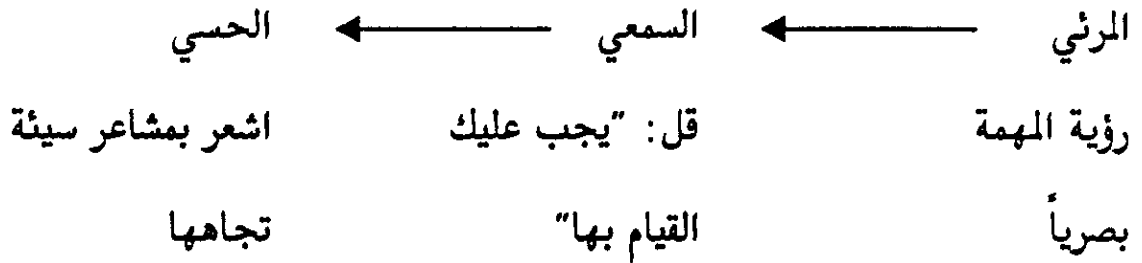 المرئي السمعي الحسي
رؤية المهمة قل: "يجب عليك اشعر بمشاعر سيئة
بصرياً القيام بها" تجاهها